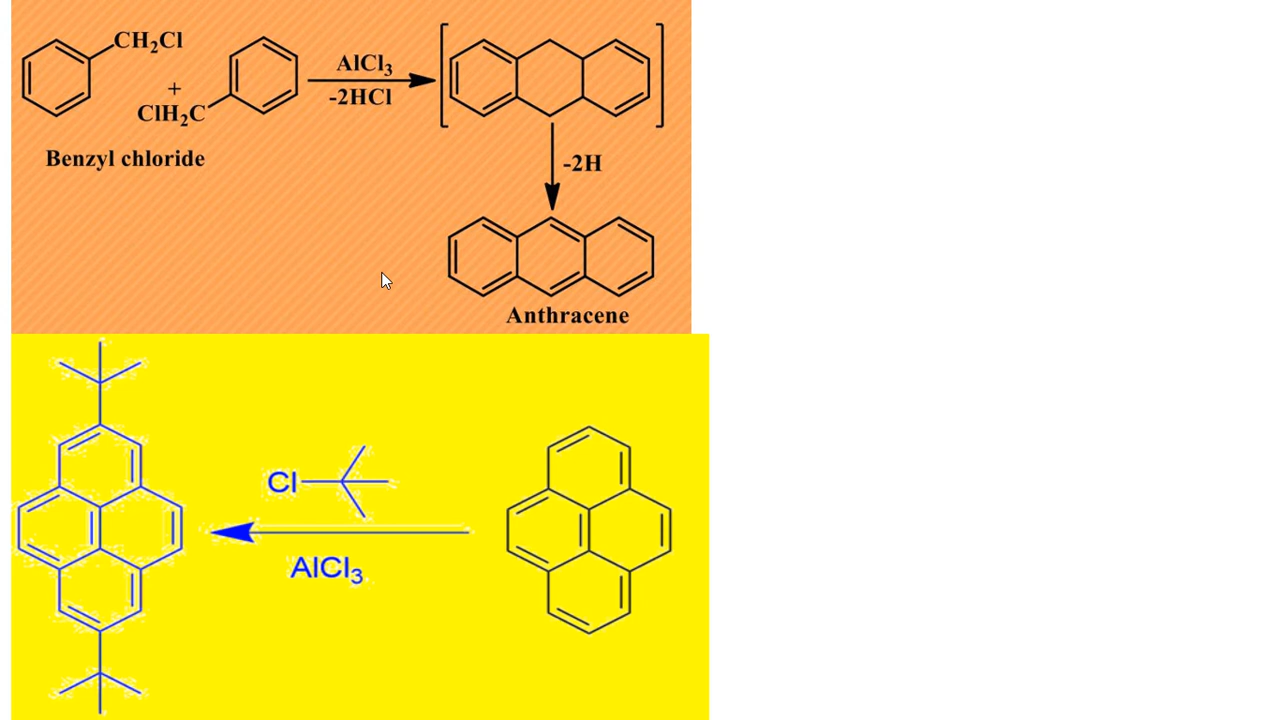 CH₂Cl
+
ClH₂C
Benzyl chloride
AlCl₃
-2HCl
-2H
Anthracene
Cl
AlCl₃